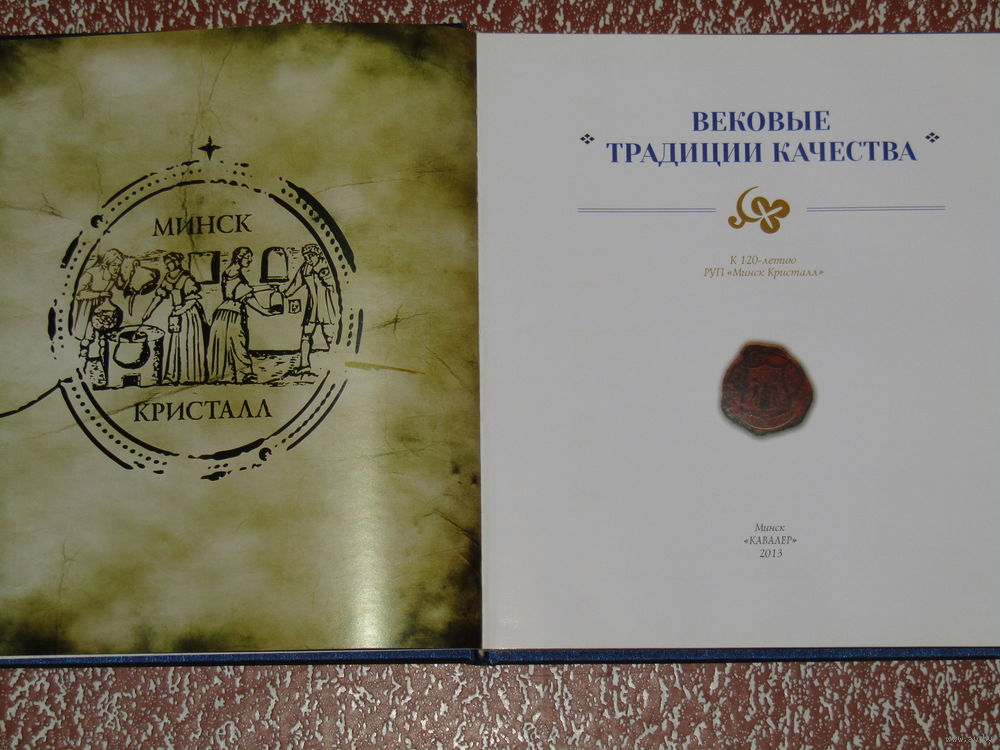 МИНСК
КРИСТАЛЛ
ВЕКОВЫЕ
ТРАДИЦИИ КАЧЕСТВА
К 120-летию
РУП «Минск Кристалл»
Минск
«КАВАЛЕР»
2013